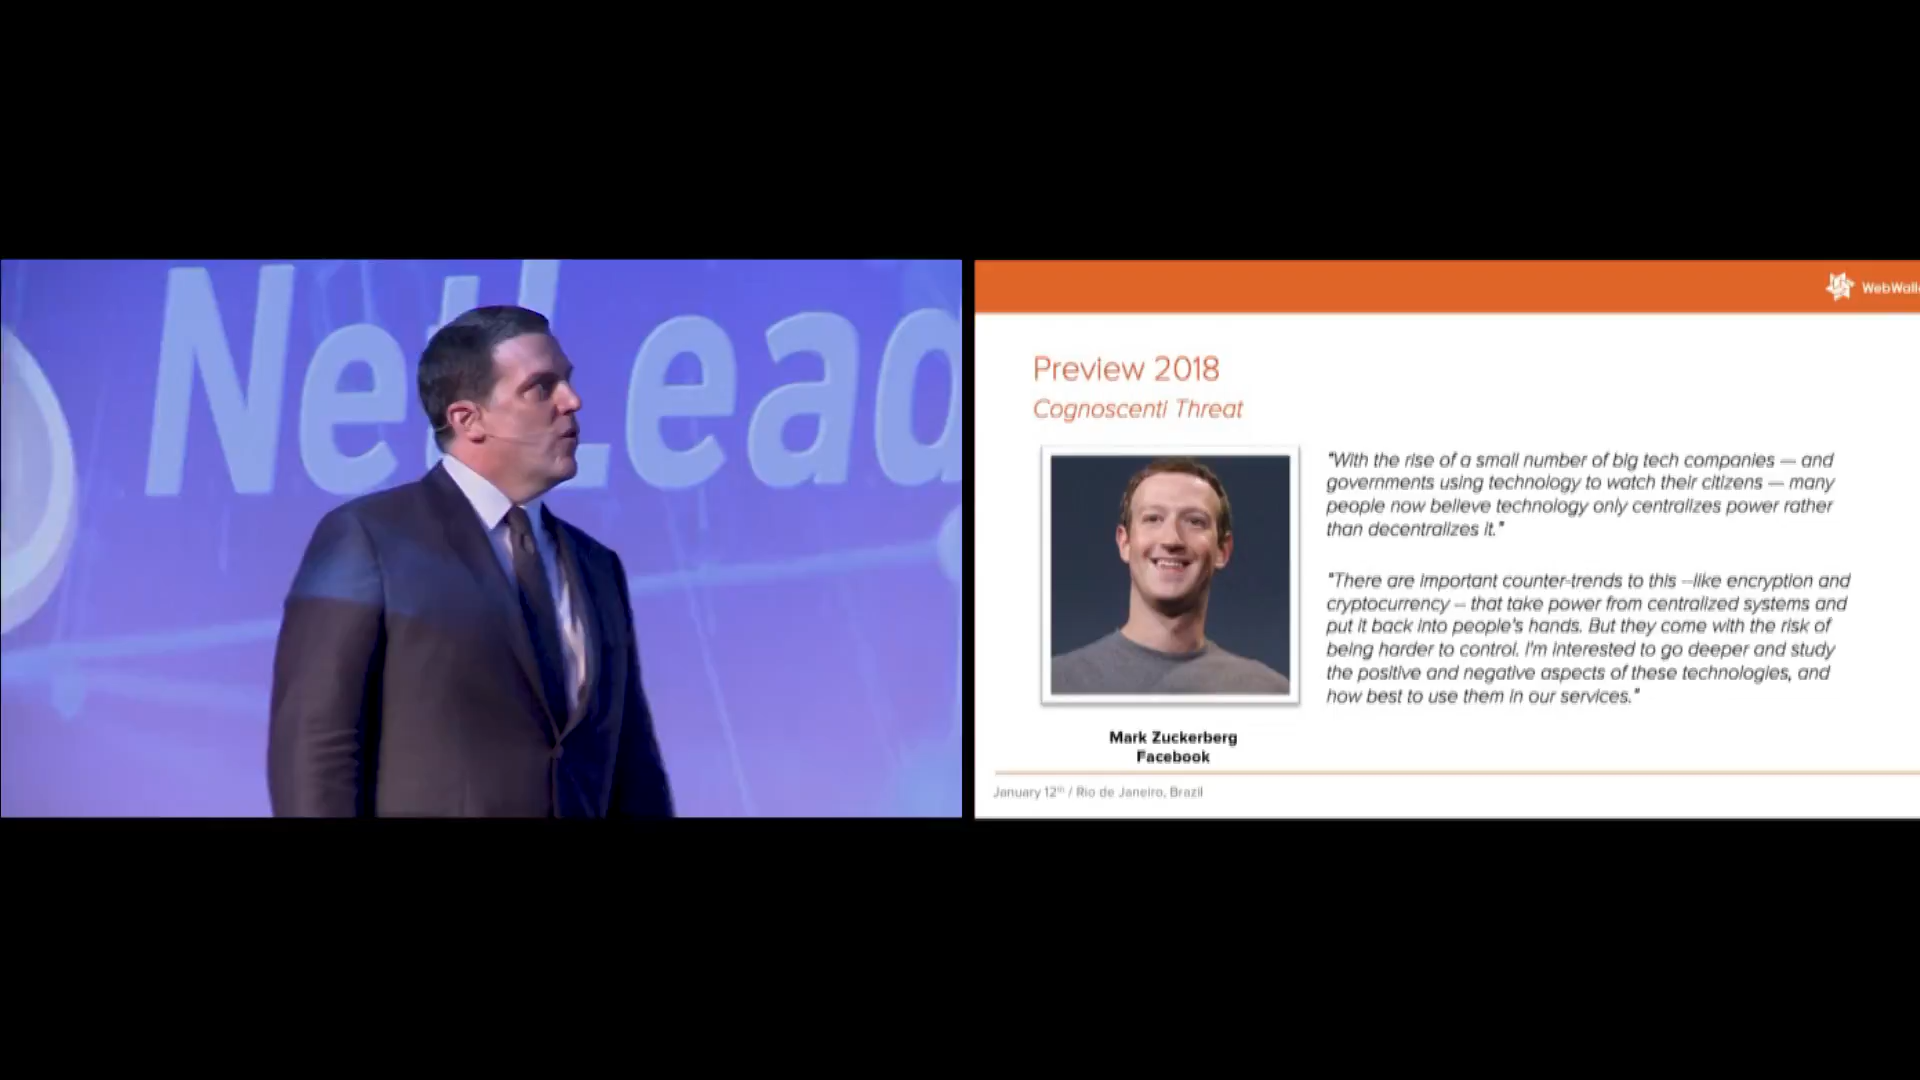 NetLead
WebWall
Preview 2018
Cognoscenti Threat
"With the rise of a small number of big tech companies — and
governments using technology to watch their citizens — many
people now believe technology only centralizes power rather
than decentralizes it."
"There are important counter-trends to this –like encryption and
cryptocurrency – that take power from centralized systems and
put it back into people's hands. But they come with the risk of
being harder to control. I'm interested to go deeper and study
the positive and negative aspects of these technologies, and
how best to use them in our services."
Mark Zuckerberg
Facebook
January 12th / Rio de Janeiro, Brazil